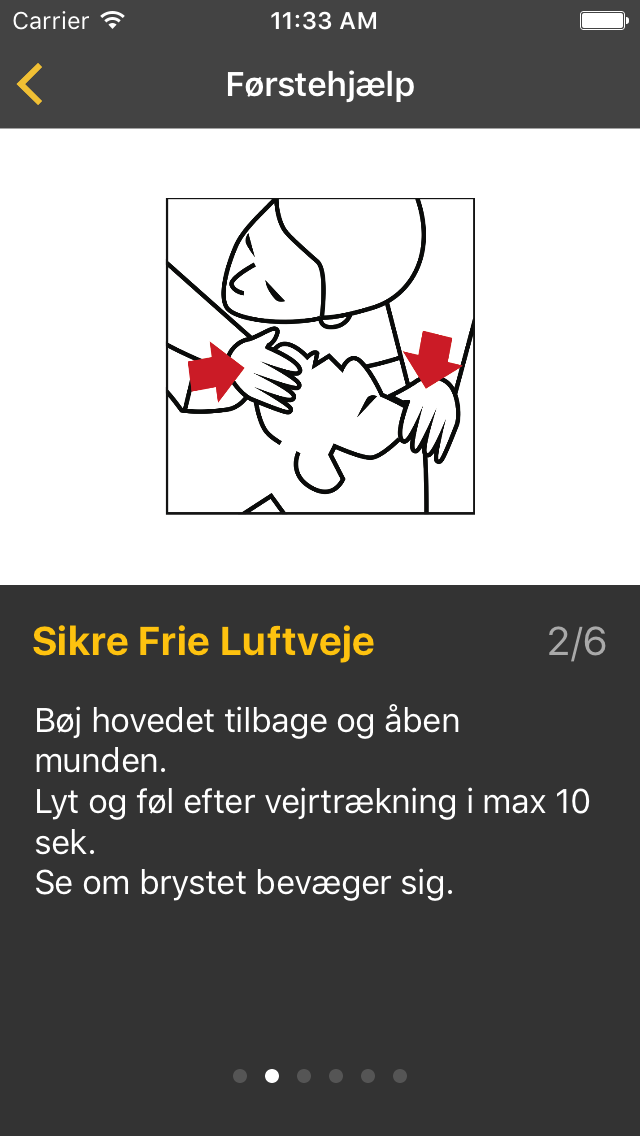 Carrier 11:33 AM
Førstehjælp
Sikre Frie Luftveje 2/6
Bøj hovedet tilbage og åben
munden.
Lyt og føl efter vejrtrækning i max 10
sek.
Se om brystet bevæger sig.